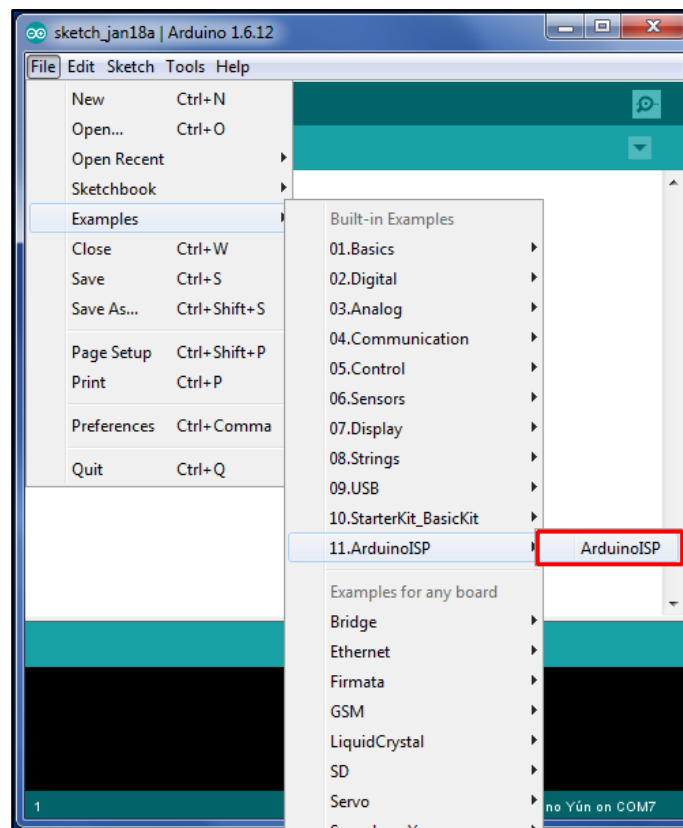 sketch_jan18a | Arduino 1.6.12
File Edit Sketch Tools Help
New Ctrl+N
Open... Ctrl+O
Open Recent
Sketchbook
Examples
Close Ctrl+W
Save Ctrl+S
Save As... Ctrl+Shift+S
Page Setup Ctrl+Shift+P
Print Ctrl+P
Preferences Ctrl+Comma
Quit Ctrl+Q
Built-in Examples
01.Basics
02.Digital
03.Analog
04.Communication
05.Control
06.Sensors
07.Display
08.Strings
09.USB
10.StarterKit_BasicKit
11.ArduinoISP
ArduinoISP
Examples for any board
Bridge
Ethernet
Firmata
GSM
LiquidCrystal
SD
Servo
1
no Yún on COM7